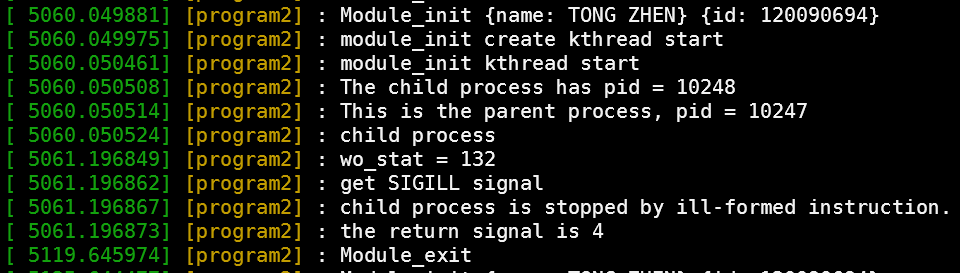 [ 5060.049881] [program2] : Module_init {name: TONG ZHEN} {id: 120090694}
[ 5060.049975] [program2] : module_init create kthread start
[ 5060.050461] [program2] : module_init kthread start
[ 5060.050508] [program2] : The child process has pid = 10248
[ 5060.050514] [program2] : This is the parent process, pid = 10247
[ 5060.050524] [program2] : child process
[ 5061.196849] [program2] : wo_stat = 132
[ 5061.196862] [program2] : get SIGILL signal
[ 5061.196867] [program2] : child process is stopped by ill-formed instruction.
[ 5061.196873] [program2] : the return signal is 4
[ 5119.645974] [program2] : Module_exit